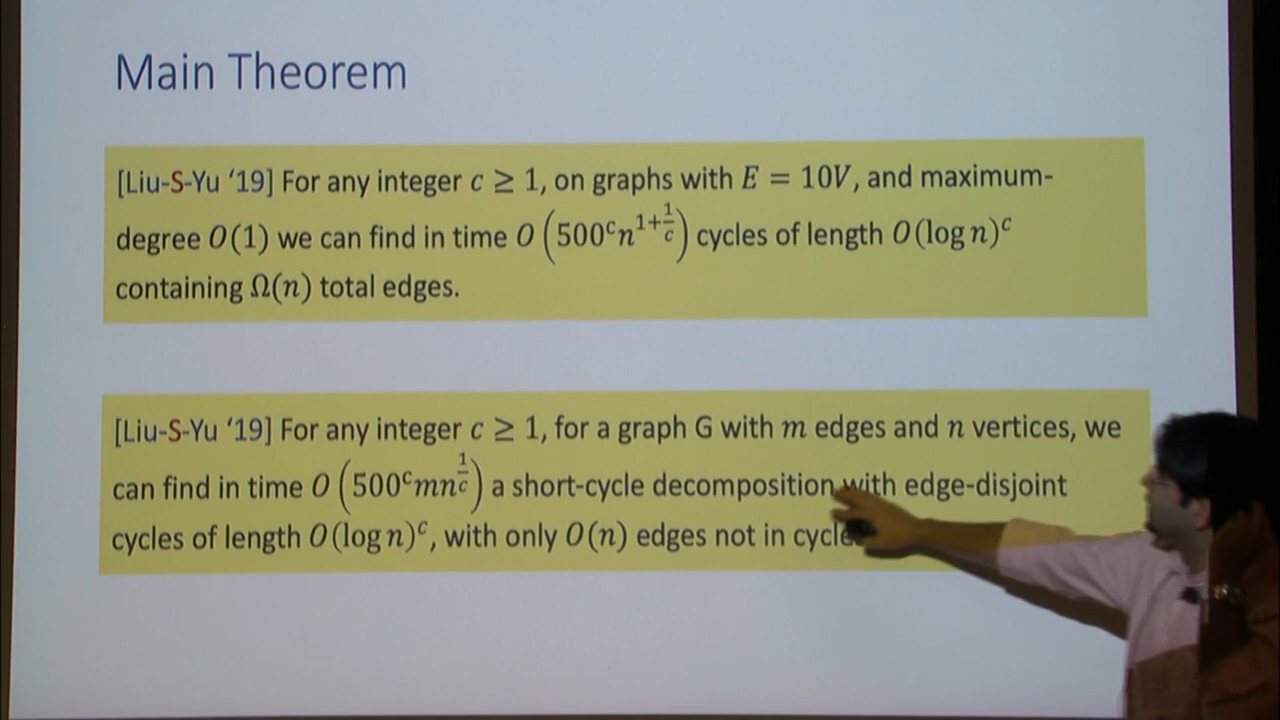 Main Theorem
[Liu-S-Yu ‘19] For any integer c ≥ 1, on graphs with E = 10V, and maximum-
degree O(1) we can find in time O(500^c n^{1+1/c}) cycles of length O(log n)^c
containing Ω(n) total edges.
[Liu-S-Yu ‘19] For any integer c ≥ 1, for a graph G with m edges and n vertices, we
can find in time O(500^c mn^{1/c}) a short-cycle decomposition with edge-disjoint
cycles of length O(log n)^c, with only O(n) edges not in